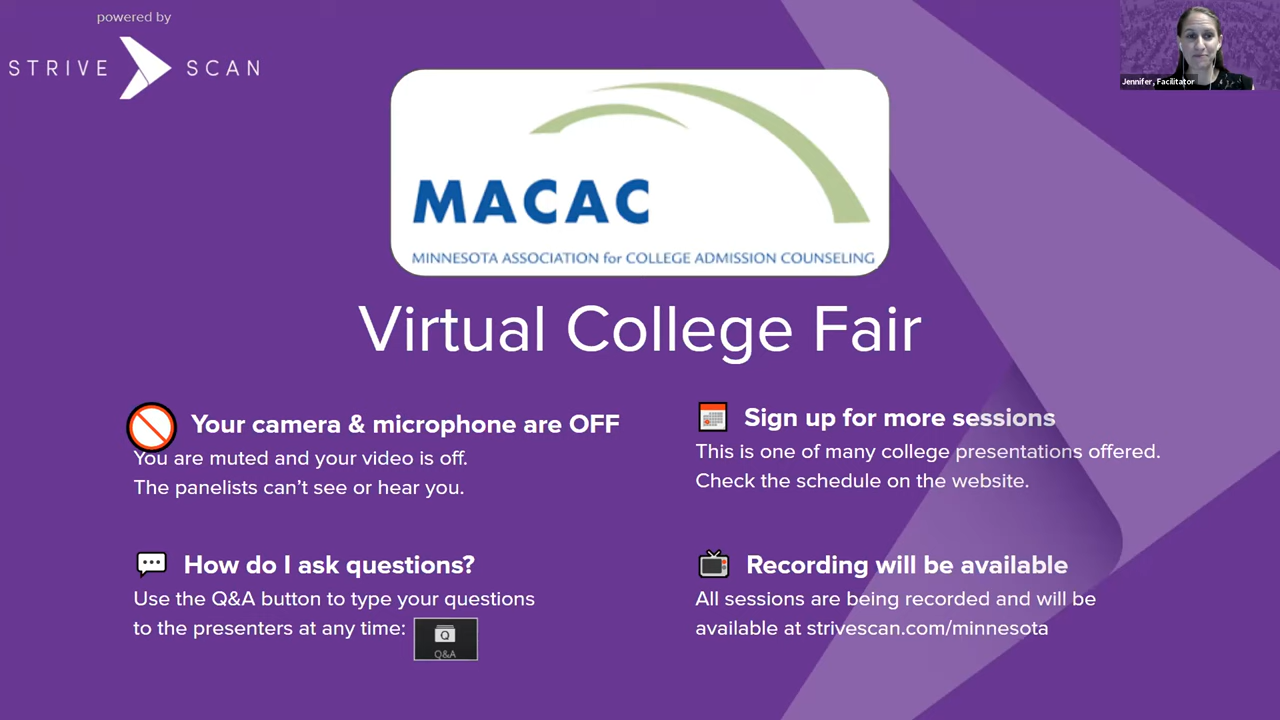 powered by
STRIVE SCAN
Jennifer, Facilitator
MACAC
MINNESOTA ASSOCIATION for COLLEGE ADMISSION COUNSELING
Virtual College Fair
Your camera & microphone are OFF
You are muted and your video is off.
The panelists can’t see or hear you.
Sign up for more sessions
This is one of many college presentations offered.
Check the schedule on the website.
How do I ask questions?
Use the Q&A button to type your questions
to the presenters at any time:
Q
Q&A
Recording will be available
All sessions are being recorded and will be
available at strivescan.com/minnesota